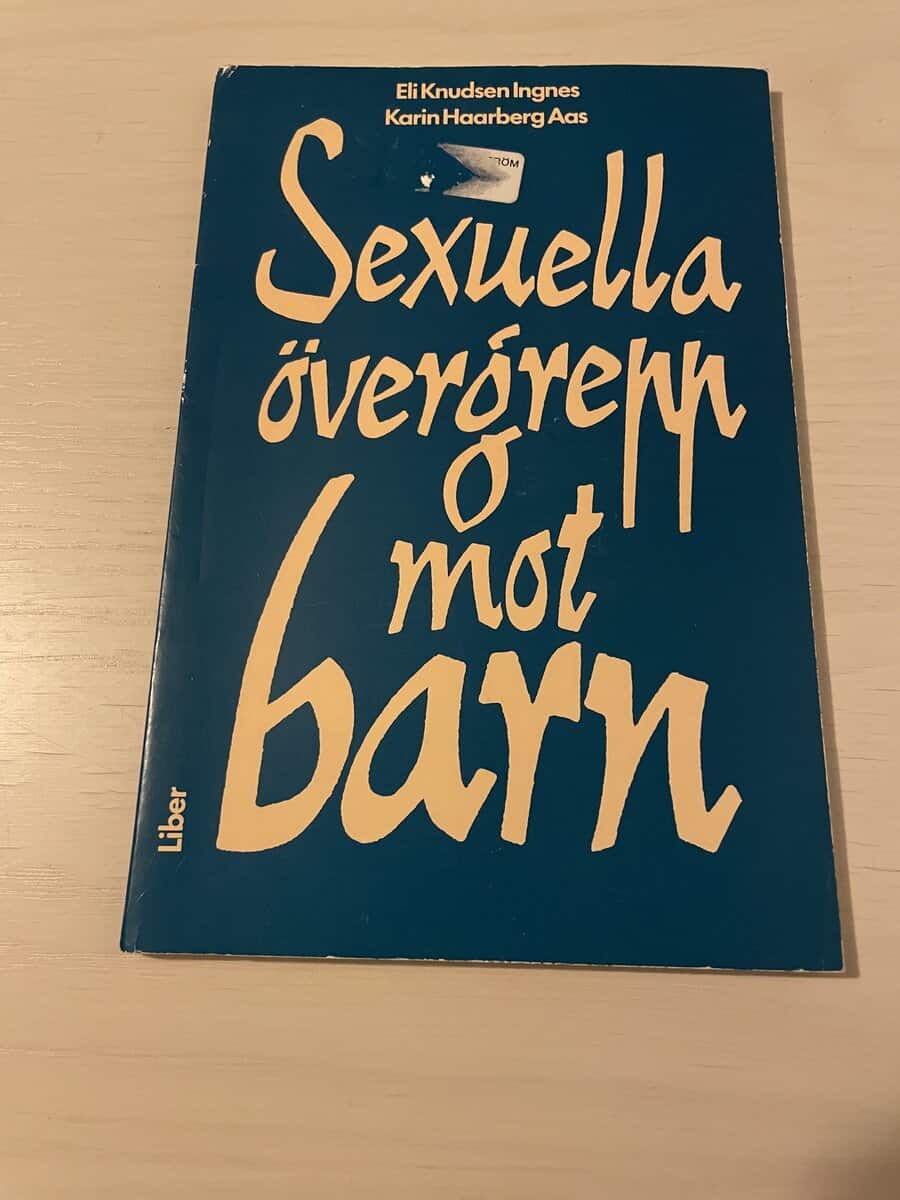 Eli Knudsen Ingnes
Karin Haarberg Aas
Sexuella
övergrepp
mot
barn
Liber